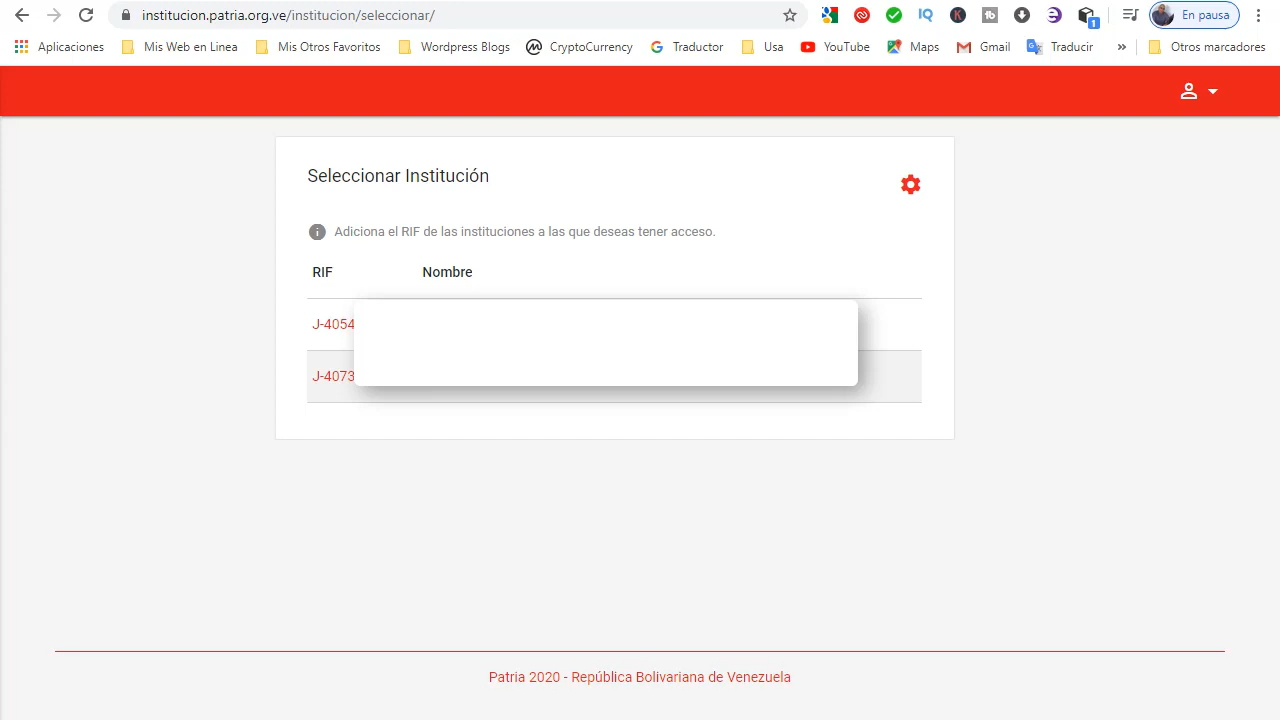 institucion.patria.org.ve/institucion/seleccionar/
En pausa
Aplicaciones Mis Web en Linea Mis Otros Favoritos Wordpress Blogs CryptoCurrency Traductor Usa YouTube Maps Gmail Traducir » Otros marcadores
Seleccionar Institución
Adiciona el RIF de las instituciones a las que deseas tener acceso.
RIF Nombre
J-4054
J-4073
Patria 2020 - República Bolivariana de Venezuela